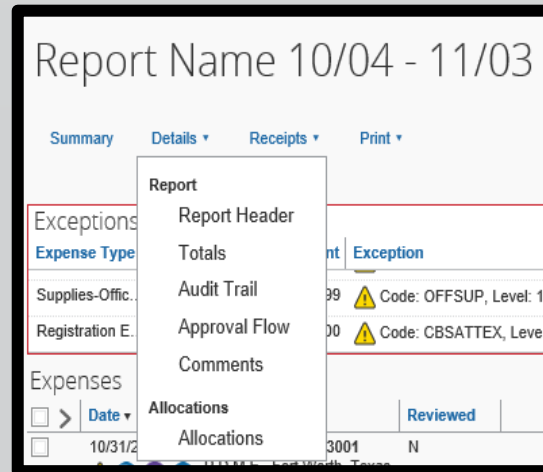 Report Name 10/04 - 11/03
Summary Details ▾ Receipts ▾ Print ▾
Report
Report Header
Totals
Audit Trail
Approval Flow
Comments
Allocations
Allocations
Exceptions
Expense Type nt Exception
Supplies-Offic... 99 Code: OFFSUP, Level: 1
Registration E... 00 Code: CBSATTEX, Leve
Expenses
Date ▾ Reviewed
10/31/2 3001 N
Fort Worth, Texas